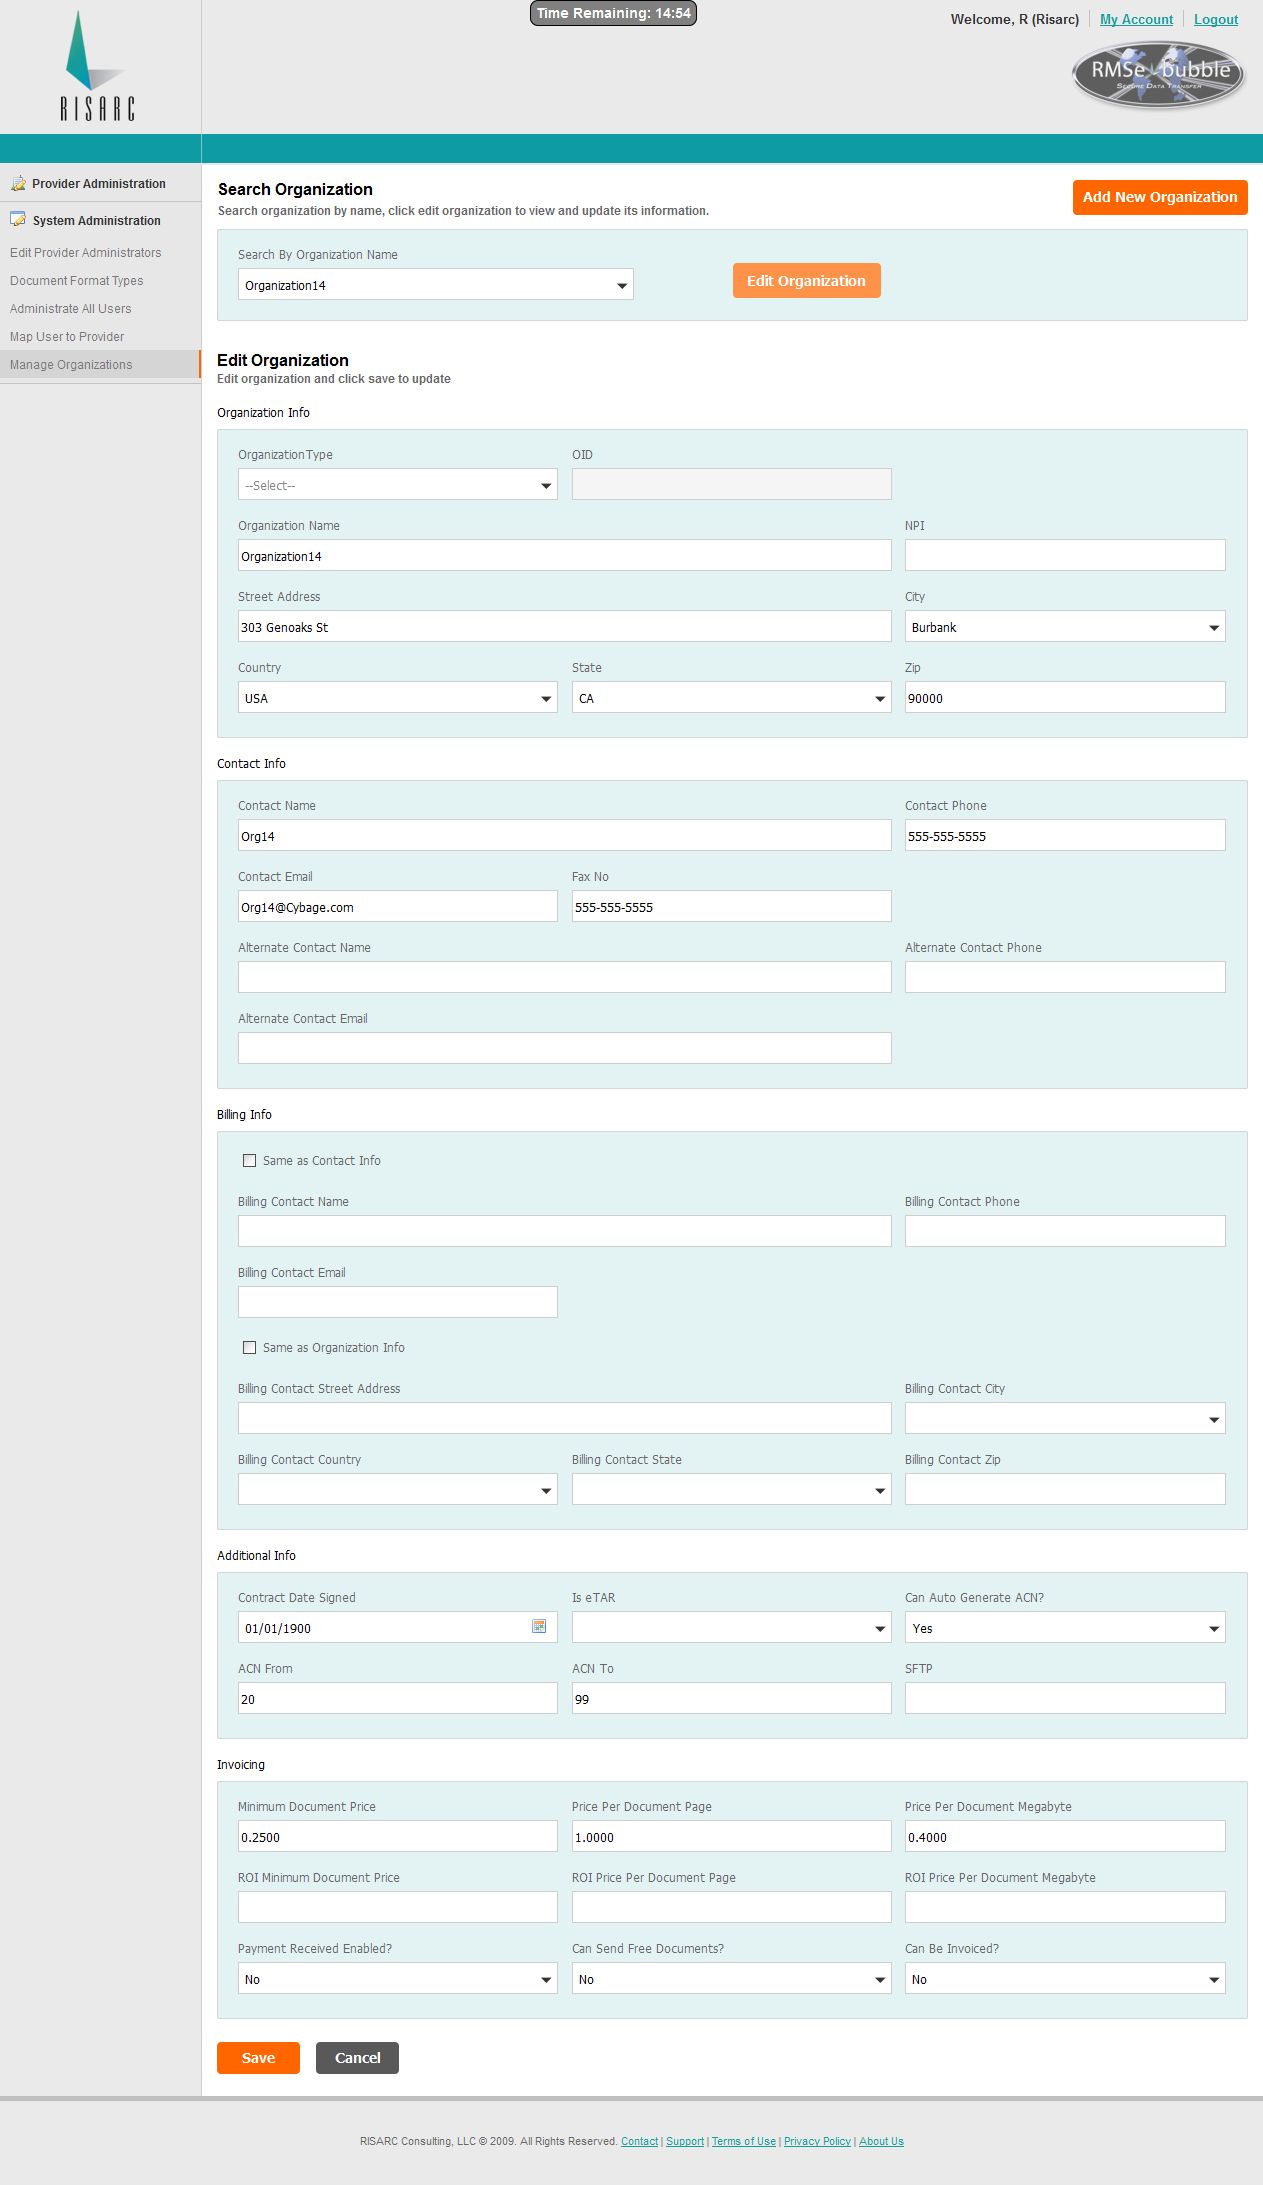 Time Remaining: 14:54
Welcome, R (Risarc) My Account Logout
RISARC
RMSe bubble
SECURE DATA TRANSFER
Provider Administration
System Administration
Edit Provider Administrators
Document Format Types
Administrate All Users
Map User to Provider
Manage Organizations
Search Organization
Search organization by name, click edit organization to view and update its information.
Add New Organization
Search By Organization Name
Organization14
Edit Organization
Edit Organization
Edit organization and click save to update
Organization Info
OrganizationType OID
--Select--
Organization Name NPI
Organization14
Street Address City
303 Genoaks St Burbank
Country State Zip
USA CA 90000
Contact Info
Contact Name Contact Phone
Org14 555-555-5555
Contact Email Fax No
Org14@Cybage.com 555-555-5555
Alternate Contact Name Alternate Contact Phone
Alternate Contact Email
Billing Info
Same as Contact Info
Billing Contact Name Billing Contact Phone
Billing Contact Email
Same as Organization Info
Billing Contact Street Address Billing Contact City
Billing Contact Country Billing Contact State Billing Contact Zip
Additional Info
Contract Date Signed Is eTAR Can Auto Generate ACN?
01/01/1900 Yes
ACN From ACN To SFTP
20 99
Invoicing
Minimum Document Price Price Per Document Page Price Per Document Megabyte
0.2500 1.0000 0.4000
ROI Minimum Document Price ROI Price Per Document Page ROI Price Per Document Megabyte
Payment Received Enabled? Can Send Free Documents? Can Be Invoiced?
No No No
Save Cancel
RISARC Consulting, LLC © 2009. All Rights Reserved. Contact | Support | Terms of Use | Privacy Policy | About Us